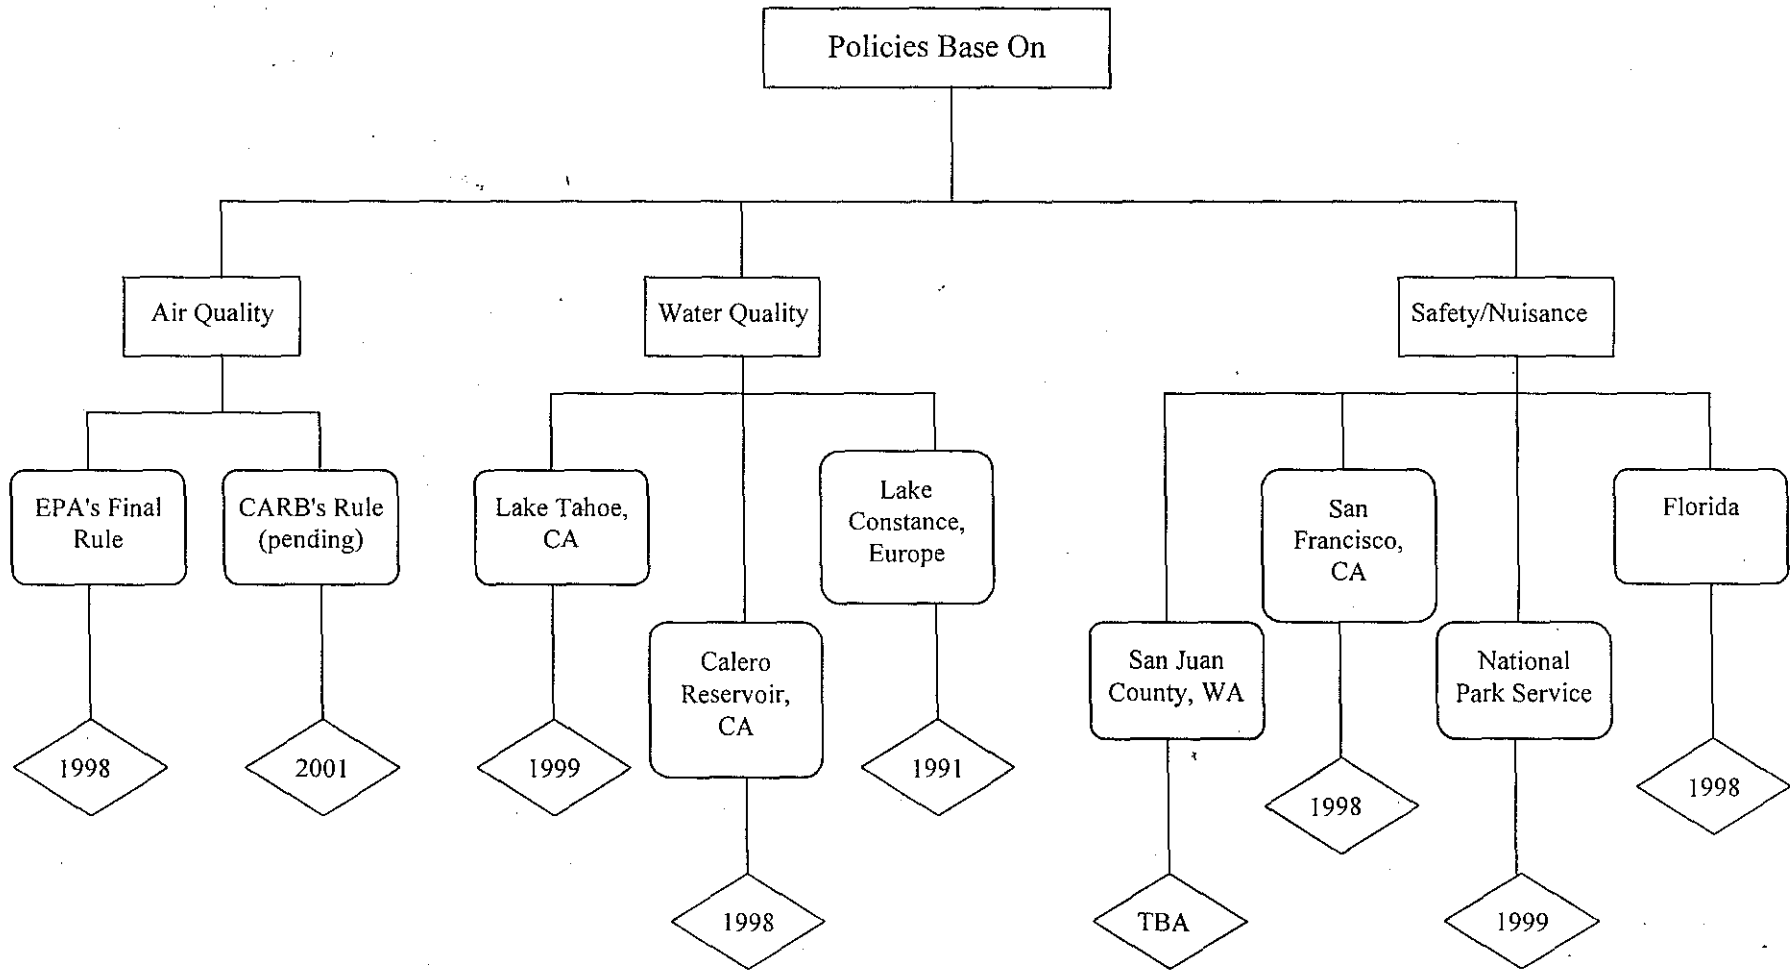 Policies Base On
Air Quality
Water Quality
Safety/Nuisance
EPA's Final
Rule
CARB's Rule
(pending)
Lake Tahoe,
CA
Calero
Reservoir,
CA
Lake
Constance,
Europe
San Juan
County, WA
San
Francisco,
CA
National
Park Service
Florida
1998
2001
1999
1998
1991
TBA
1998
1999
1998